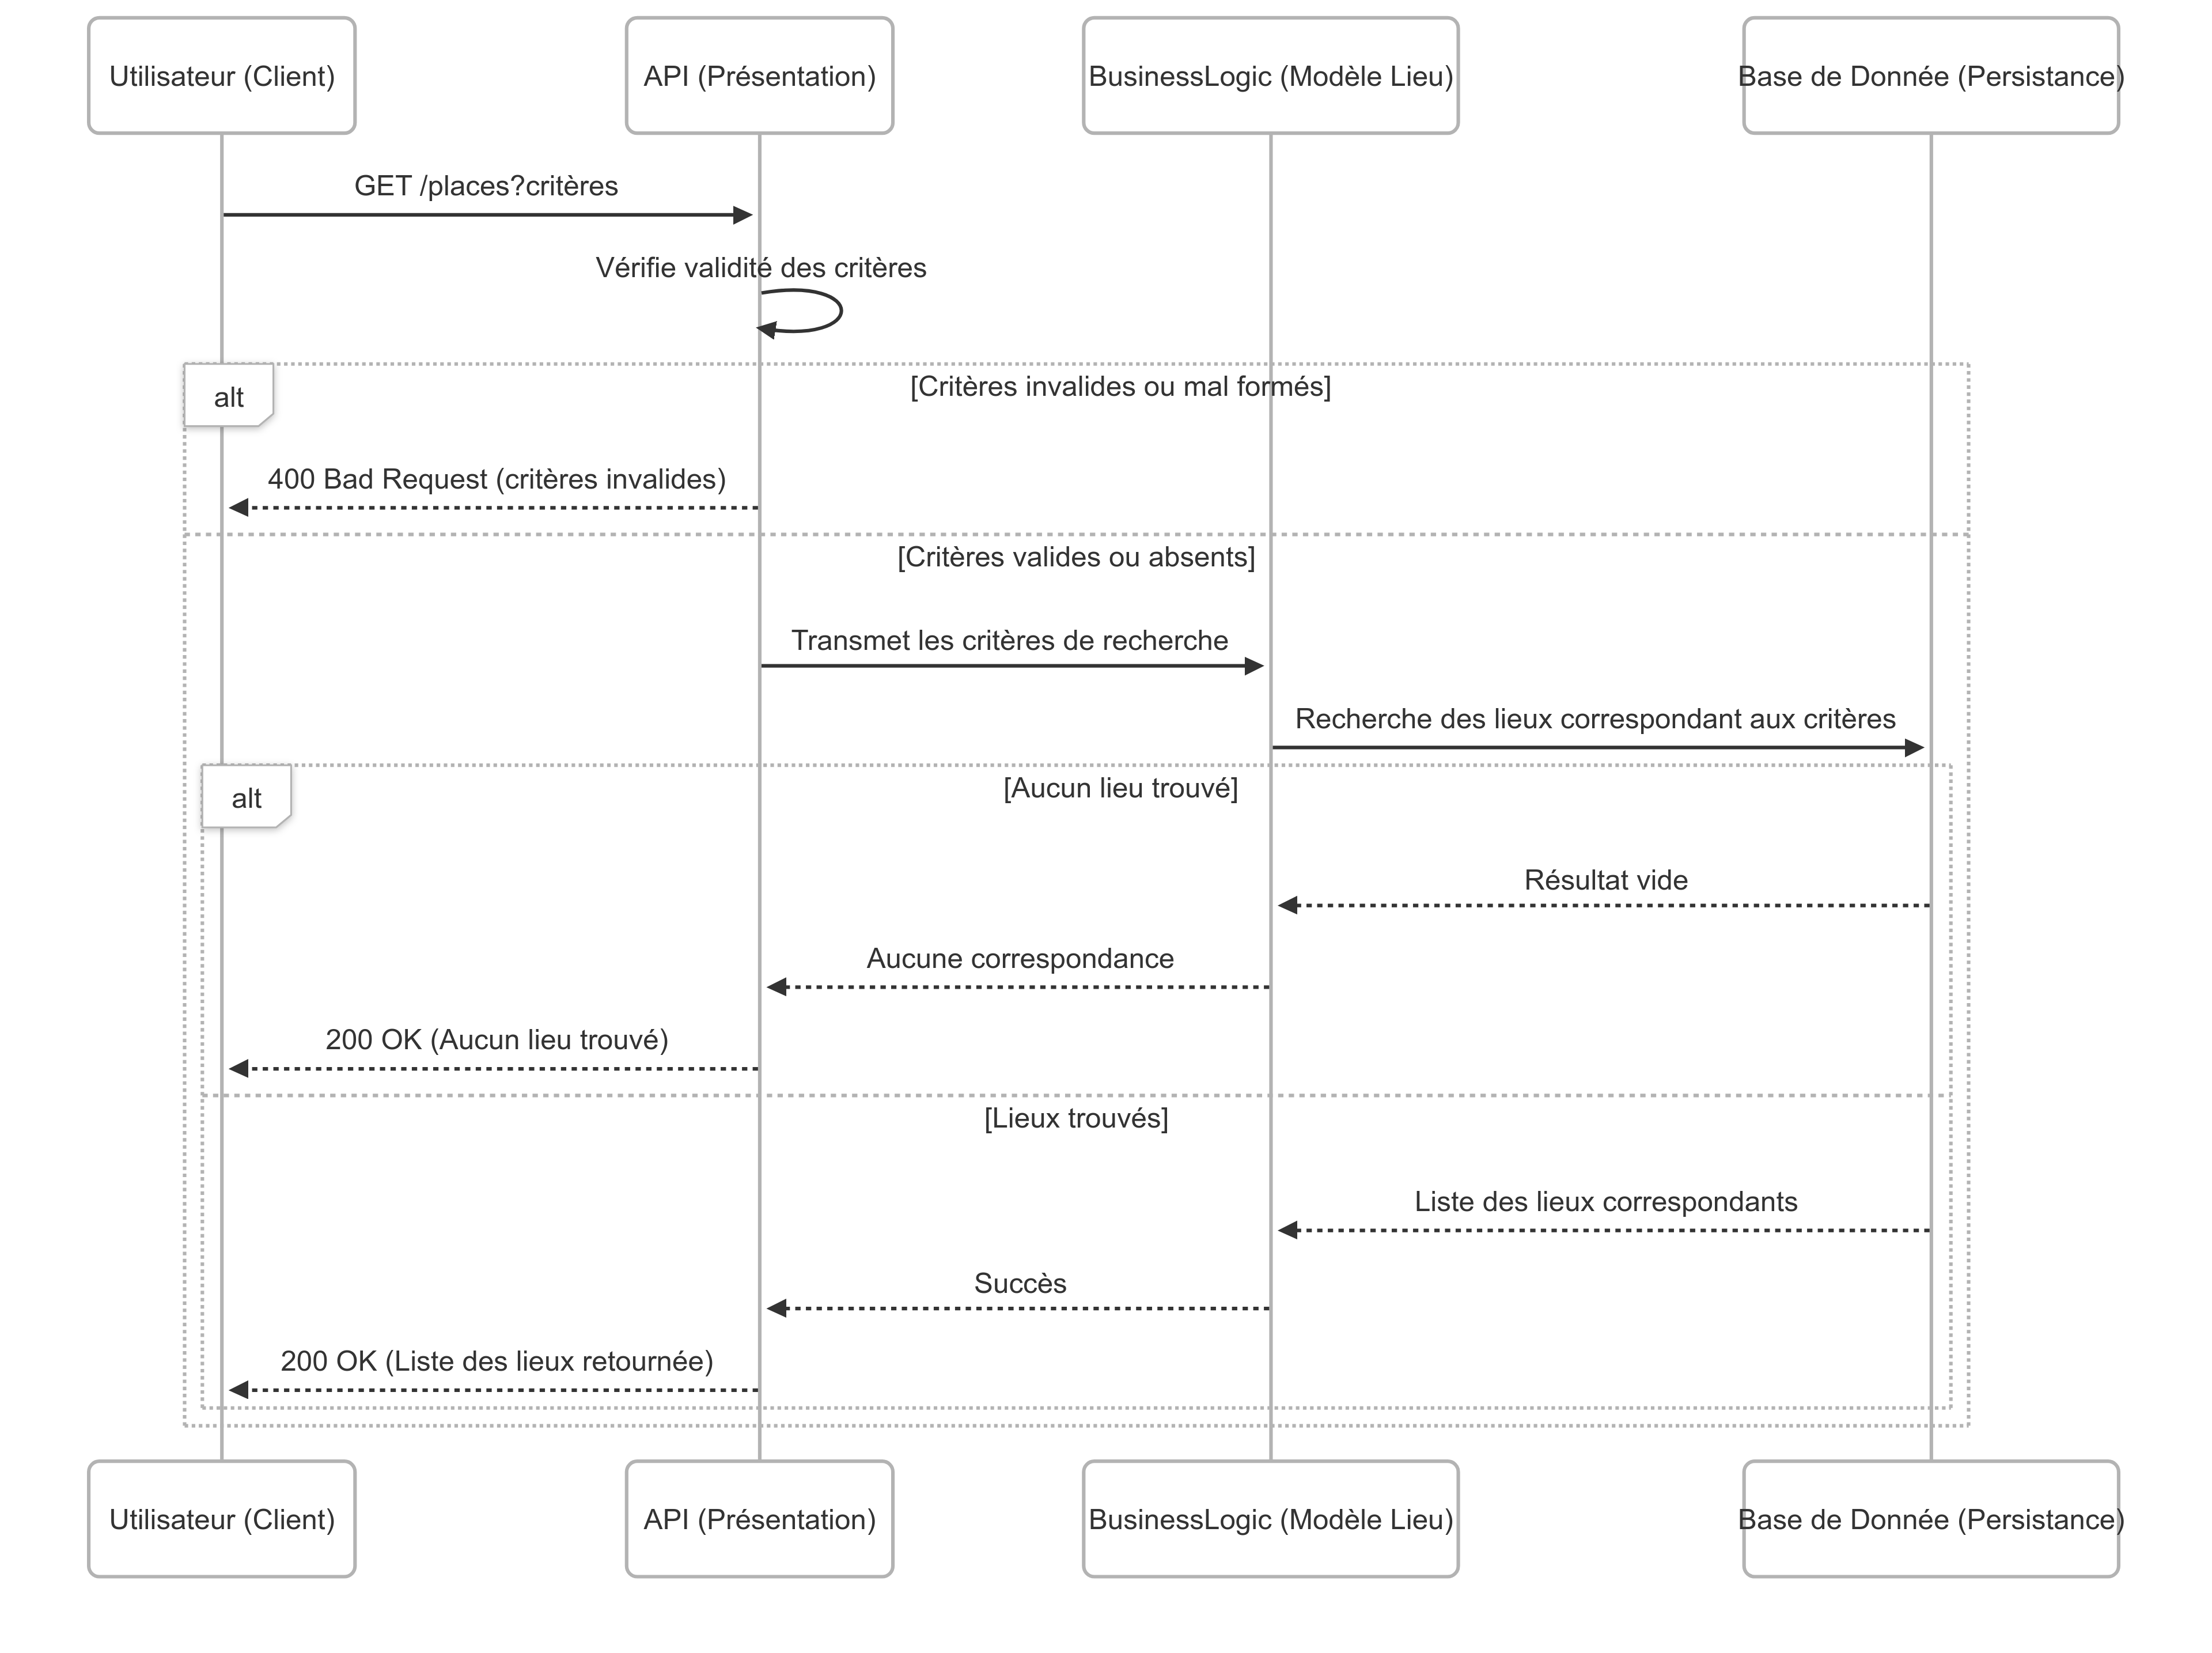 Utilisateur (Client)
API (Présentation)
BusinessLogic (Modèle Lieu)
Base de Donnée (Persistance)
GET /places?critères
Vérifie validité des critères
alt
[Critères invalides ou mal formés]
400 Bad Request (critères invalides)
[Critères valides ou absents]
Transmet les critères de recherche
Recherche des lieux correspondant aux critères
alt
[Aucun lieu trouvé]
Résultat vide
Aucune correspondance
200 OK (Aucun lieu trouvé)
[Lieux trouvés]
Liste des lieux correspondants
Succès
200 OK (Liste des lieux retournée)
Utilisateur (Client)
API (Présentation)
BusinessLogic (Modèle Lieu)
Base de Donnée (Persistance)